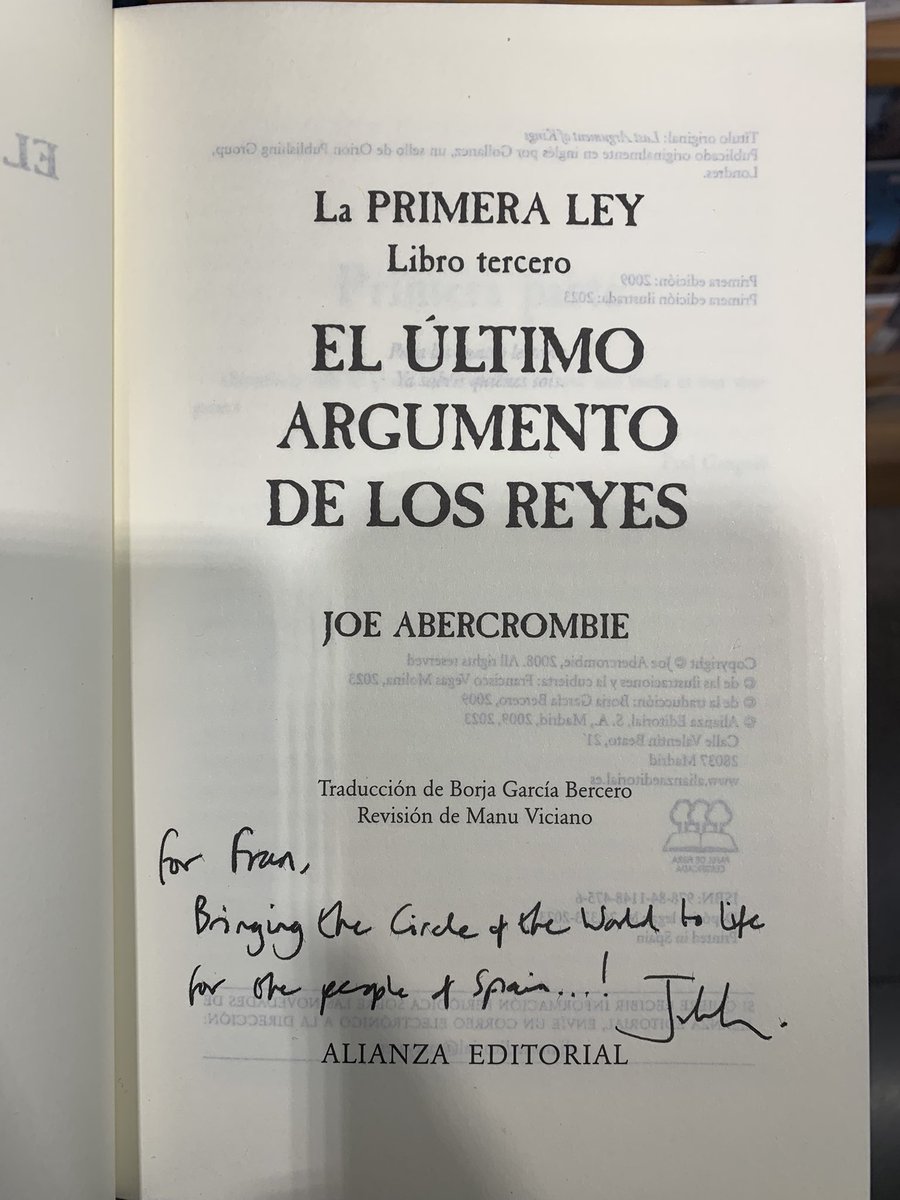 La PRIMERA LEY
Libro tercero
EL ÚLTIMO
ARGUMENTO
DE LOS REYES
JOE ABERCROMBIE
Traducción de Borja García Bercero
Revisión de Manu Viciano
for Fran,
Bringing the Circle of the World to life
for the people of Spain...!
ALIANZA EDITORIAL